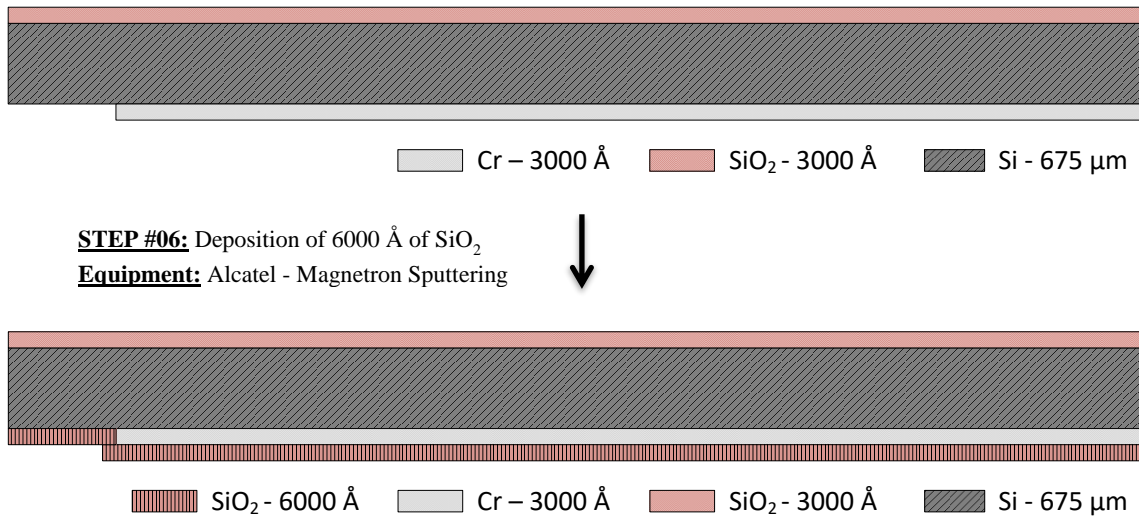 Cr – 3000 Å SiO₂ - 3000 Å Si - 675 µm
STEP #06: Deposition of 6000 Å of SiO₂
Equipment: Alcatel - Magnetron Sputtering
SiO₂ - 6000 Å Cr – 3000 Å SiO₂ - 3000 Å Si - 675 µm